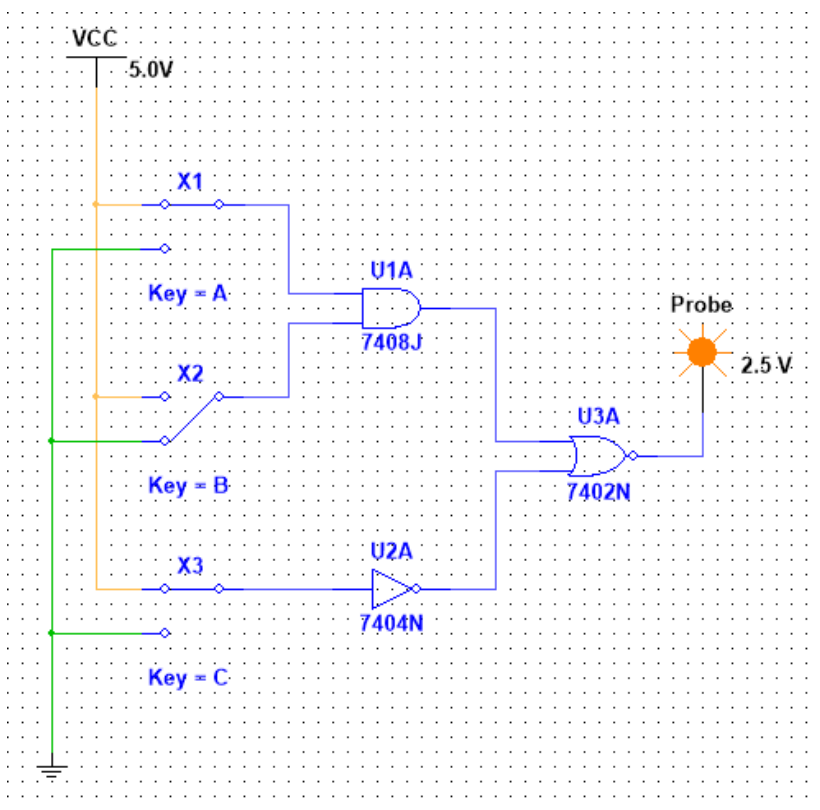 VCC
5.0V
X1
Key = A
U1A
7408J
Probe
2.5 V
X2
Key = B
U3A
7402N
X3
U2A
7404N
Key = C